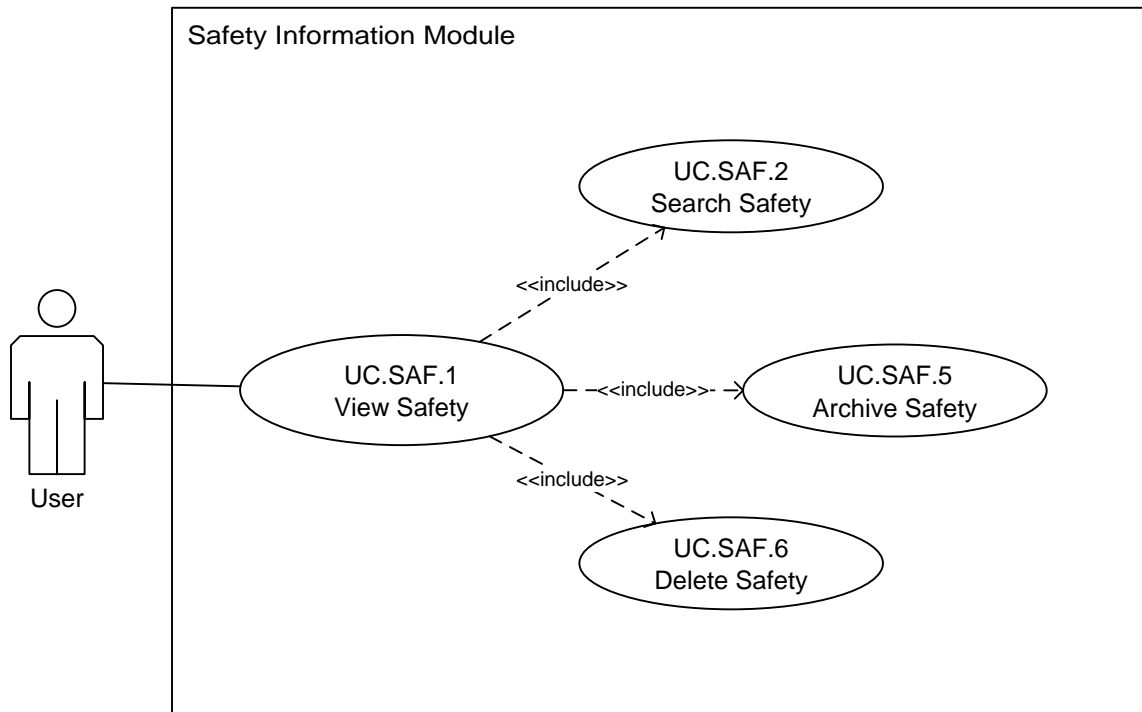 Safety Information Module
UC.SAF.2
Search Safety
<<include>>
UC.SAF.1
View Safety
<<include>>
UC.SAF.5
Archive Safety
<<include>>
User
UC.SAF.6
Delete Safety